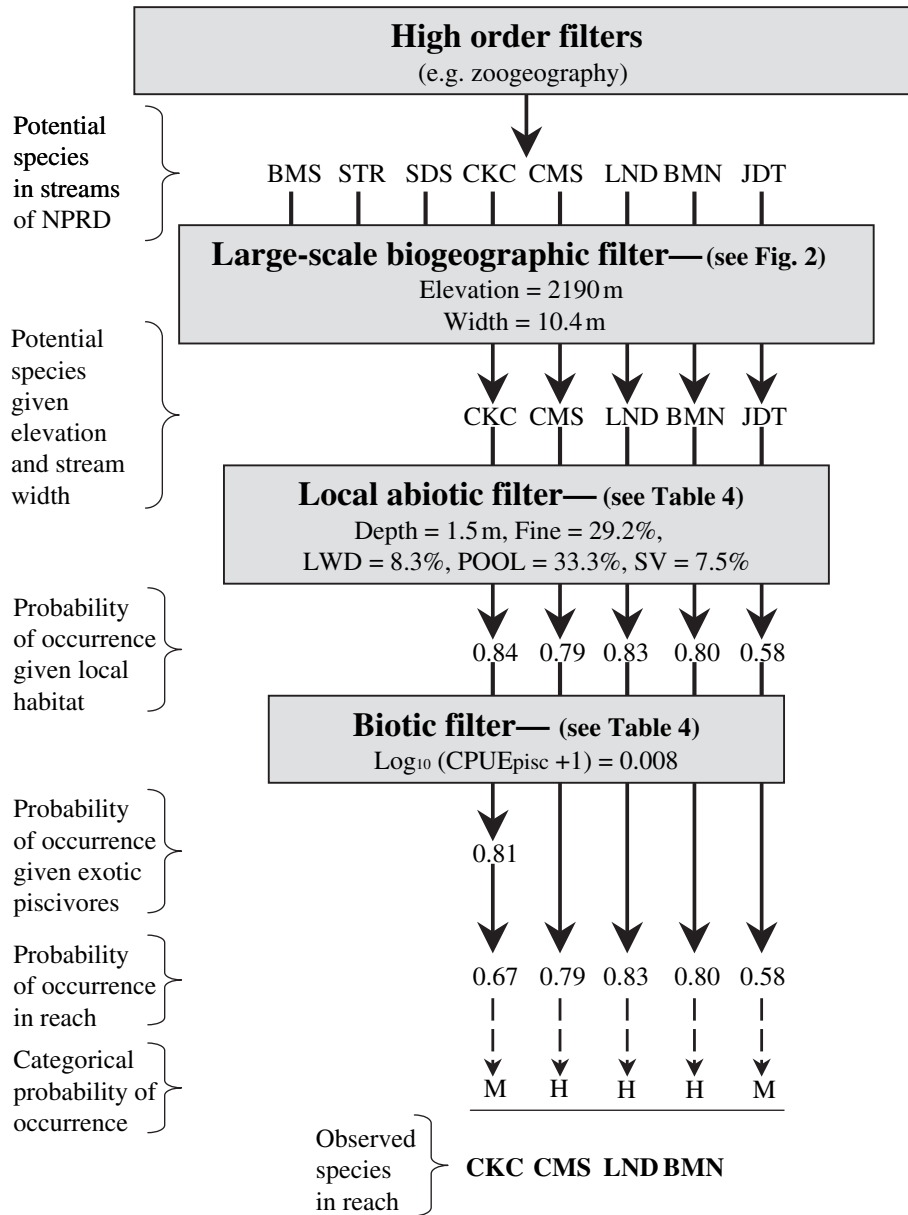 High order filters
(e.g. zoogeography)
Potential
species
in streams
of NPRD
BMS STR SDS CKC CMS LND BMN JDT
Large-scale biogeographic filter— (see Fig. 2)
Elevation = 2190 m
Width = 10.4 m
Potential
species
given
elevation
and stream
width
CKC CMS LND BMN JDT
Local abiotic filter— (see Table 4)
Depth = 1.5 m, Fine = 29.2%,
LWD = 8.3%, POOL = 33.3%, SV = 7.5%
Probability
of occurrence
given local
habitat
0.84 0.79 0.83 0.80 0.58
Biotic filter— (see Table 4)
Log₁₀ (CPUEpisc +1) = 0.008
Probability
of occurrence
given exotic
piscivores
0.81
Probability
of occurrence
in reach
0.67 0.79 0.83 0.80 0.58
Categorical
probability of
occurrence
M H H H M
Observed
species
in reach
CKC CMS LND BMN